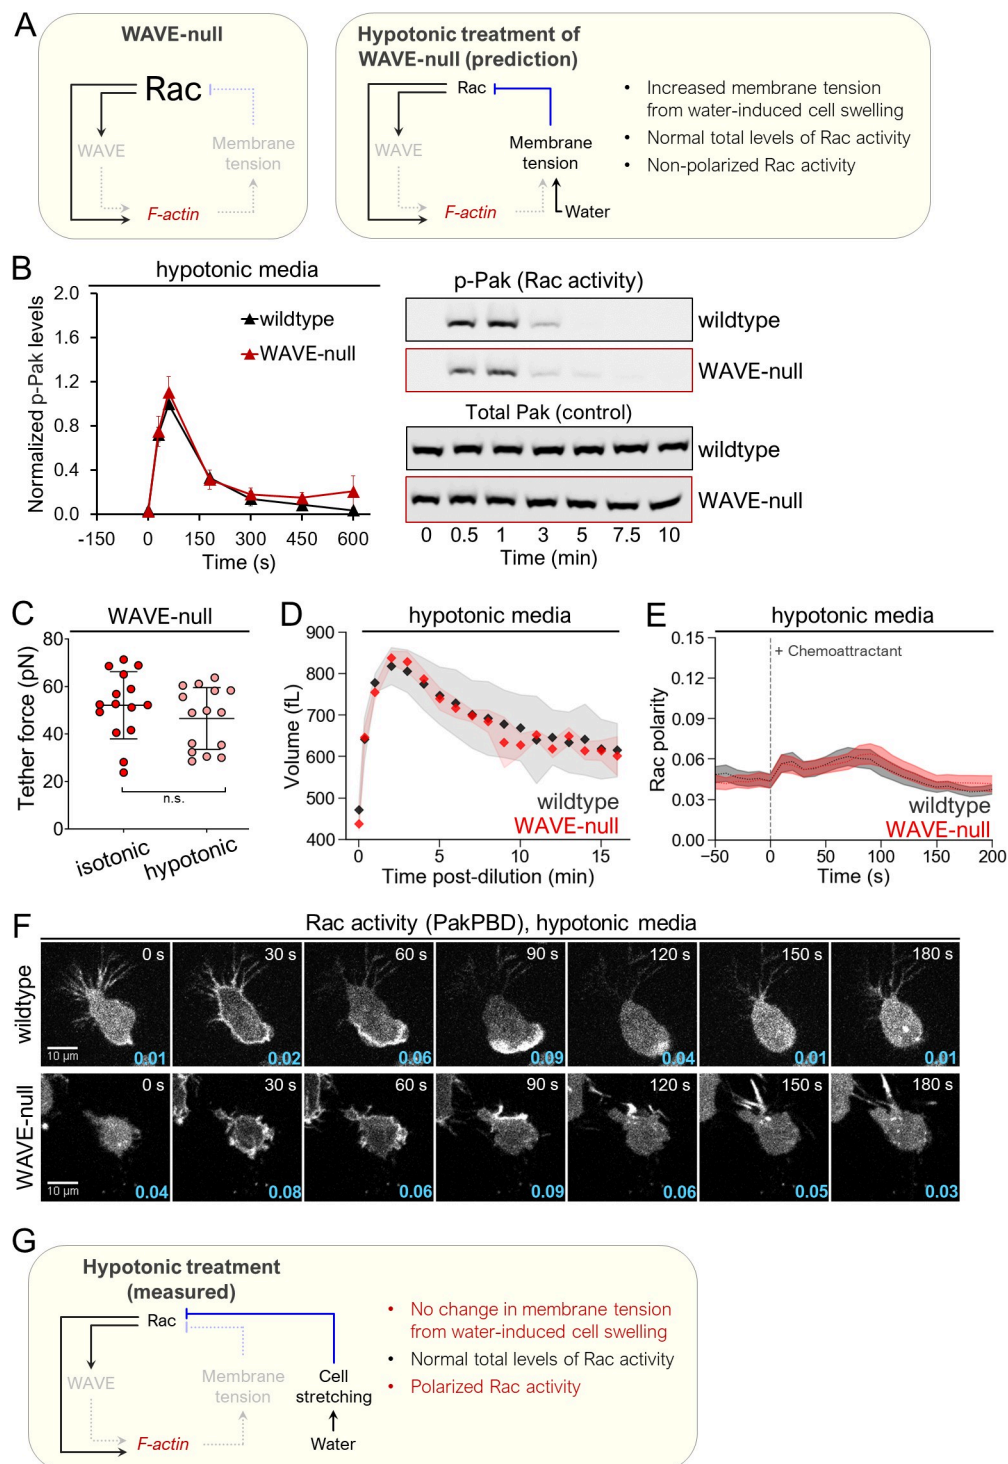 A
WAVE-null
Rac
WAVE
Membrane
tension
F-actin
Hypotonic treatment of
WAVE-null (prediction)
Rac
WAVE
Membrane
tension
F-actin
Water
• Increased membrane tension
from water-induced cell swelling
• Normal total levels of Rac activity
• Non-polarized Rac activity
B
hypotonic media
Normalized p-Pak levels
2.0
1.6
1.2
0.8
0.4
0.0
wildtype
WAVE-null
-150 0 150 300 450 600
Time (s)
p-Pak (Rac activity)
wildtype
WAVE-null
Total Pak (control)
wildtype
WAVE-null
0 0.5 1 3 5 7.5 10
Time (min)
C
WAVE-null
Tether force (pN)
80
60
40
20
0
n.s.
isotonic hypotonic
D
hypotonic media
Volume (fL)
900
800
700
600
500
400
wildtype
WAVE-null
0 5 10 15
Time post-dilution (min)
E
hypotonic media
Rac polarity
0.15
0.12
0.09
0.06
0.03
0.00
+ Chemoattractant
wildtype
WAVE-null
−50 0 50 100 150 200
Time (s)
F
Rac activity (PakPBD), hypotonic media
wildtype
0 s 30 s 60 s 90 s 120 s 150 s 180 s
10 µm
0.01 0.02 0.06 0.09 0.04 0.01 0.01
WAVE-null
0 s 30 s 60 s 90 s 120 s 150 s 180 s
10 µm
0.04 0.08 0.06 0.09 0.06 0.05 0.03
G
Hypotonic treatment
(measured)
Rac
WAVE
Membrane
tension
Cell
stretching
F-actin
Water
• No change in membrane tension
from water-induced cell swelling
• Normal total levels of Rac activity
• Polarized Rac activity